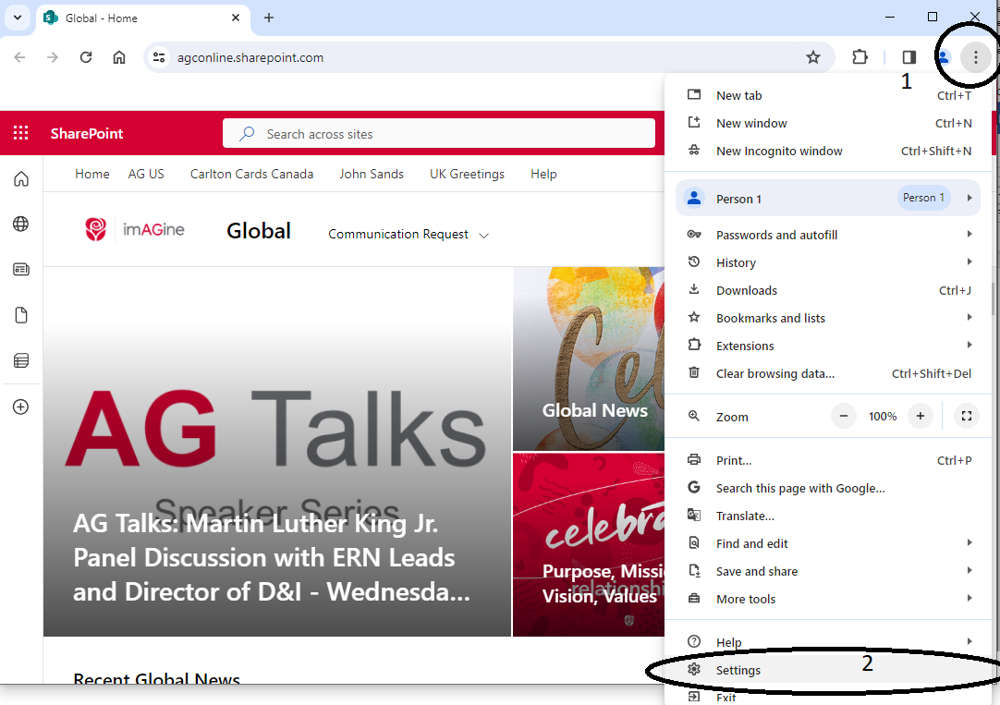 Global - Home
agconline.sharepoint.com
1
SharePoint
Search across sites
Home AG US Carlton Cards Canada John Sands UK Greetings Help
imAGine
Global
Communication Request
AG Talks
Speaker Series
AG Talks: Martin Luther King Jr.
Panel Discussion with ERN Leads
and Director of D&I - Wednesda...
Cel
Global News
celebra
relationshi
Purpose, Missi
Vision, Values
Recent Global News
New tab Ctrl+T
New window Ctrl+N
New Incognito window Ctrl+Shift+N
Person 1 Person 1
Passwords and autofill
History
Downloads Ctrl+J
Bookmarks and lists
Extensions
Clear browsing data... Ctrl+Shift+Del
Zoom 100%
Print... Ctrl+P
Search this page with Google...
Translate...
Find and edit
Save and share
More tools
Help
Settings 2
Exit